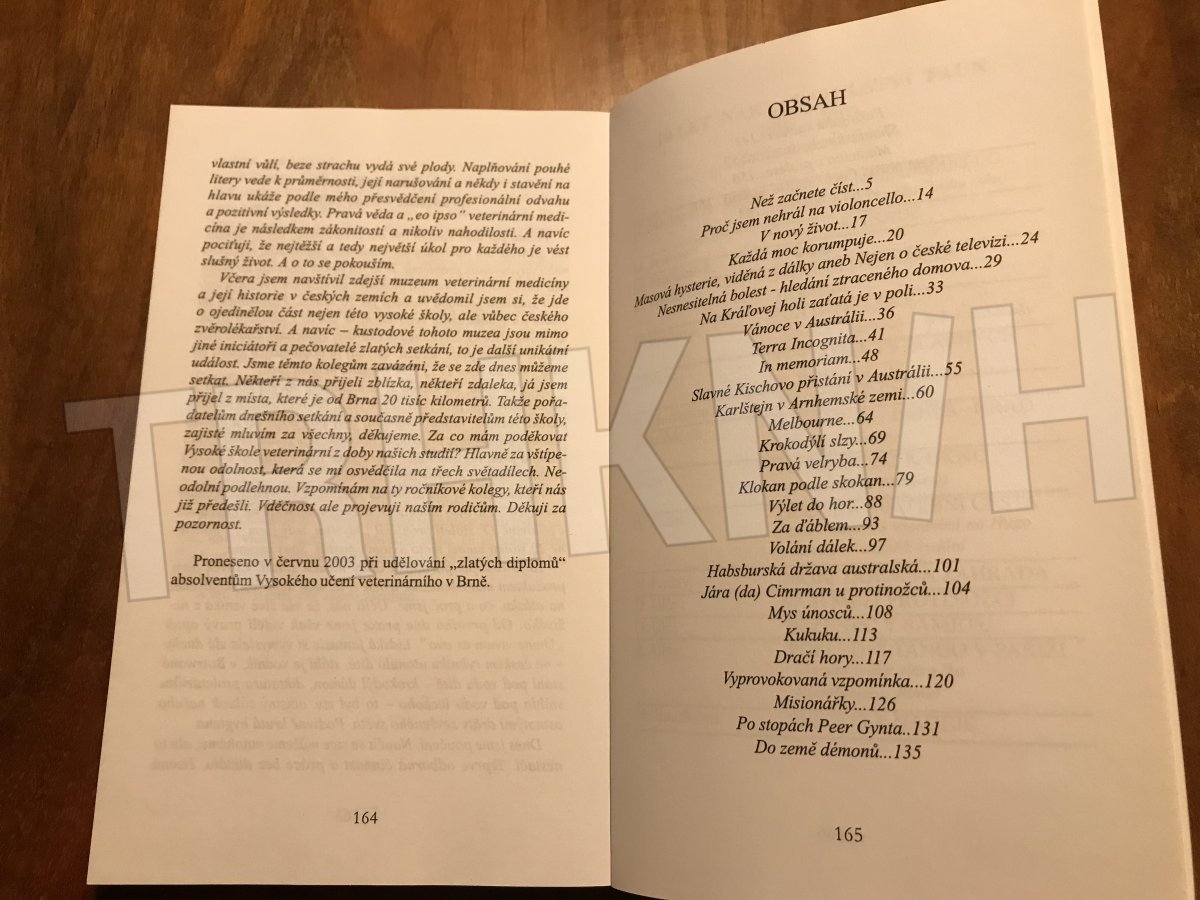 vlastní vůlí, beze strachu vydá své plody. Naplňování pouhé
litery vede k průměrnosti, její narušování a někdy i stavění na
hlavu ukáže podle mého přesvědčení profesionální odvahu
a pozitivní výsledky. Pravá věda a „eo ipso" veterinární medi-
cína je následkem zákonitostí a nikoliv nahodilosti. A navíc
pociťuji, že nejtěžší a tedy největší úkol pro každého je vést
slušný život. A o to se pokouším.
Včera jsem navštívil zdejší muzeum veterinární medicíny
a její historie v českých zemích a uvědomil jsem si, že jde
o ojedinělou část nejen této vysoké školy, ale vůbec českého
zvěrolékařství. A navíc – kustodové tohoto muzea jsou mimo
jiné iniciátoři a pečovatelé zlatých setkání, to je další unikátní
událost. Jsme těmto kolegům zavázáni, že se zde dnes můžeme
setkat. Někteří z nás přijeli zblízka, někteří zdaleka, já jsem
přijel z místa, které je od Brna 20 tisíc kilometrů. Takže pořa-
datelům dnešního setkání a současně představitelům této školy,
zajisté mluvím za všechny, děkujeme. Za co mám poděkovat
Vysoké škole veterinární z doby našich studií? Hlavně za vštípe-
nou odolnost, která se mi osvědčila na třech světadílech. Ne-
odolní podlehnou. Vzpomínám na ty ročníkové kolegy, kteří nás
již předešli. Vděčnost ale projevuji naším rodičům. Děkuji za
pozornost.
Proneseno v červnu 2003 při udělování „zlatých diplomů"
absolventům Vysokého učení veterinárního v Brně.
164
OBSAH
Než začnete číst...5
Proč jsem nehrál na violoncello...14
V nový život...17
Každá moc korumpuje...20
Masová hysterie, viděná z dálky aneb Nejen o české televizi...24
Nesnesitelná bolest - hledání ztraceného domova...29
Na Kráľovej holi zaťatá je v poli...33
Vánoce v Austrálii...36
Terra Incognita...41
In memoriam...48
Slavné Kischovo přistání v Austrálii...55
Karlštejn v Arnhemské zemi...60
Melbourne...64
Krokodýlí slzy...69
Pravá velryba...74
Klokan podle skokan...79
Výlet do hor...88
Za ďáblem...93
Volání dálek...97
Habsburská država australská...101
Jára (da) Cimrman u protinožců...104
Mys únosců...108
Kukuku...113
Dračí hory...117
Vyprovokovaná vzpomínka...120
Misionářky...126
Po stopách Peer Gynta..131
Do země démonů...135
165
TRHKNIH